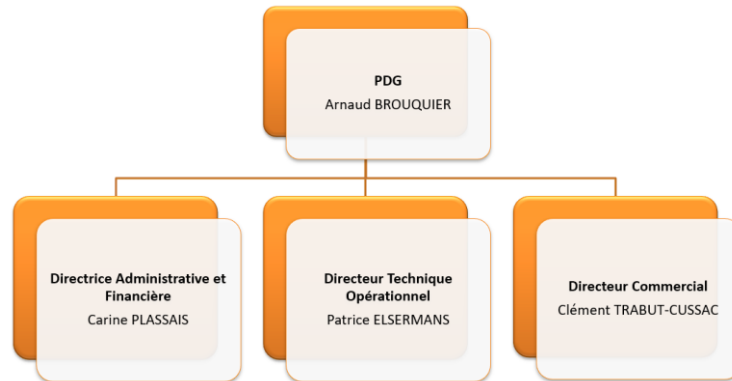 PDG
Arnaud BROUQUIER
Directrice Administrative et
Financière
Carine PLASSAIS
Directeur Technique
Opérationnel
Patrice ELSERMANS
Directeur Commercial
Clément TRABUT-CUSSAC